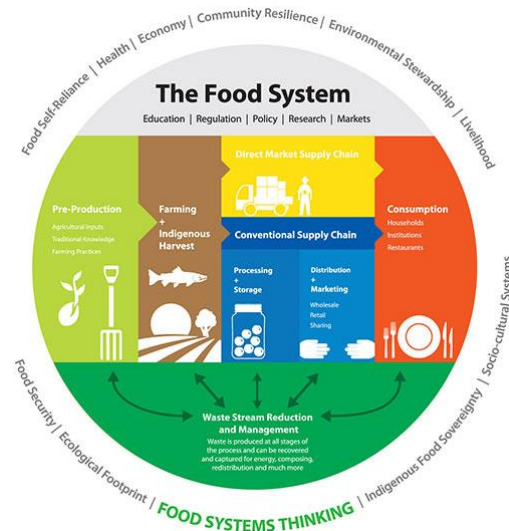 Food Self-Reliance | Health | Economy | Community Resilience | Environmental Stewardship | Livelihood
The Food System
Education | Regulation | Policy | Research | Markets
Direct Market Supply Chain
Pre-Production
Agricultural Inputs
Traditional Knowledge
Farming Practices
Farming
+
Indigenous
Harvest
Conventional Supply Chain
Processing
+
Storage
Distribution
+
Marketing
Wholesale
Retail
Sharing
Consumption
Households
Institutions
Restaurants
Waste Stream Reduction
and Management
Waste is produced at all stages of
the process and can be recovered
and captured for energy, composing,
redistribution and much more
Food Security | Ecological Footprint | FOOD SYSTEMS THINKING | Indigenous Food Sovereignty | Socio-cultural Systems